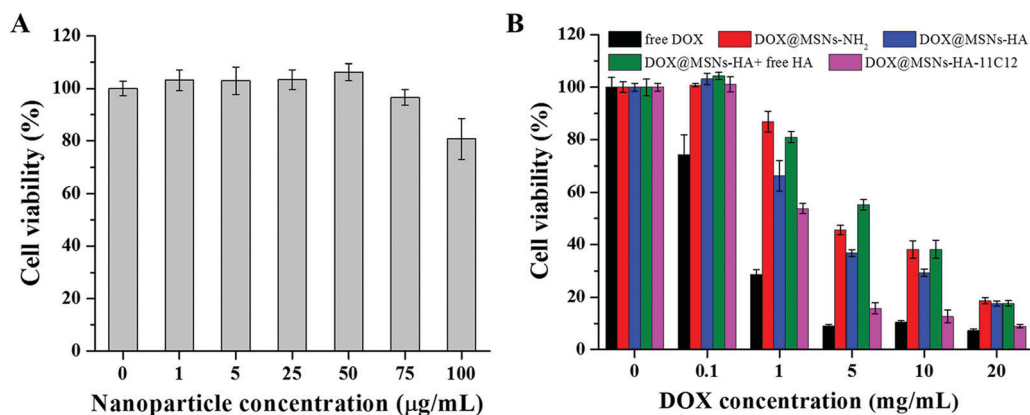 A
Cell viability (%)
120
100
80
60
40
20
0
0 1 5 25 50 75 100
Nanoparticle concentration (μg/mL)
B
Cell viability (%)
free DOX DOX@MSNs-NH₂ DOX@MSNs-HA
DOX@MSNs-HA+ free HA DOX@MSNs-HA-11C12
120
100
80
60
40
20
0
0 0.1 1 5 10 20
DOX concentration (mg/mL)